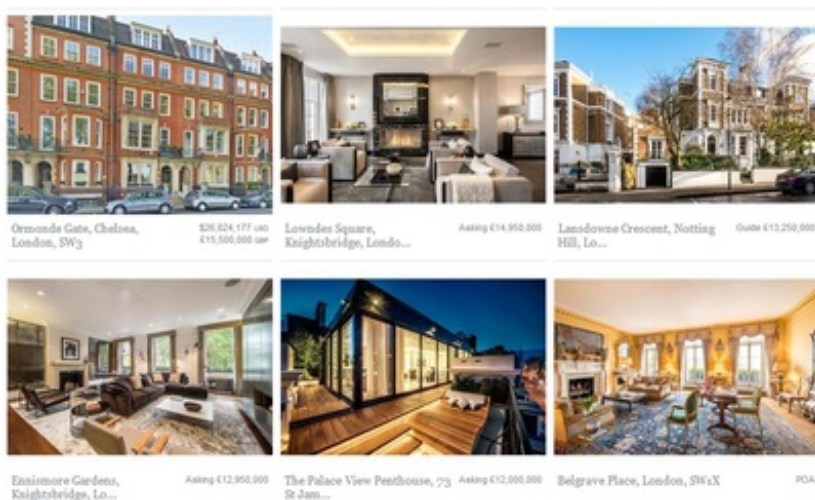 Ormonde Gate, Chelsea,
London, SW3
$26,024,177 USD
£15,500,000 GBP
Lowndes Square,
Knightsbridge, Londo...
Asking £14,950,000
Lansdowne Crescent, Notting
Hill, Lo...
Guide £13,250,000
Ennismore Gardens,
Knightsbridge, Lo...
Asking £12,950,000
The Palace View Penthouse, 73
St Jam...
Asking £12,000,000
Belgrave Place, London, SW1X
POA